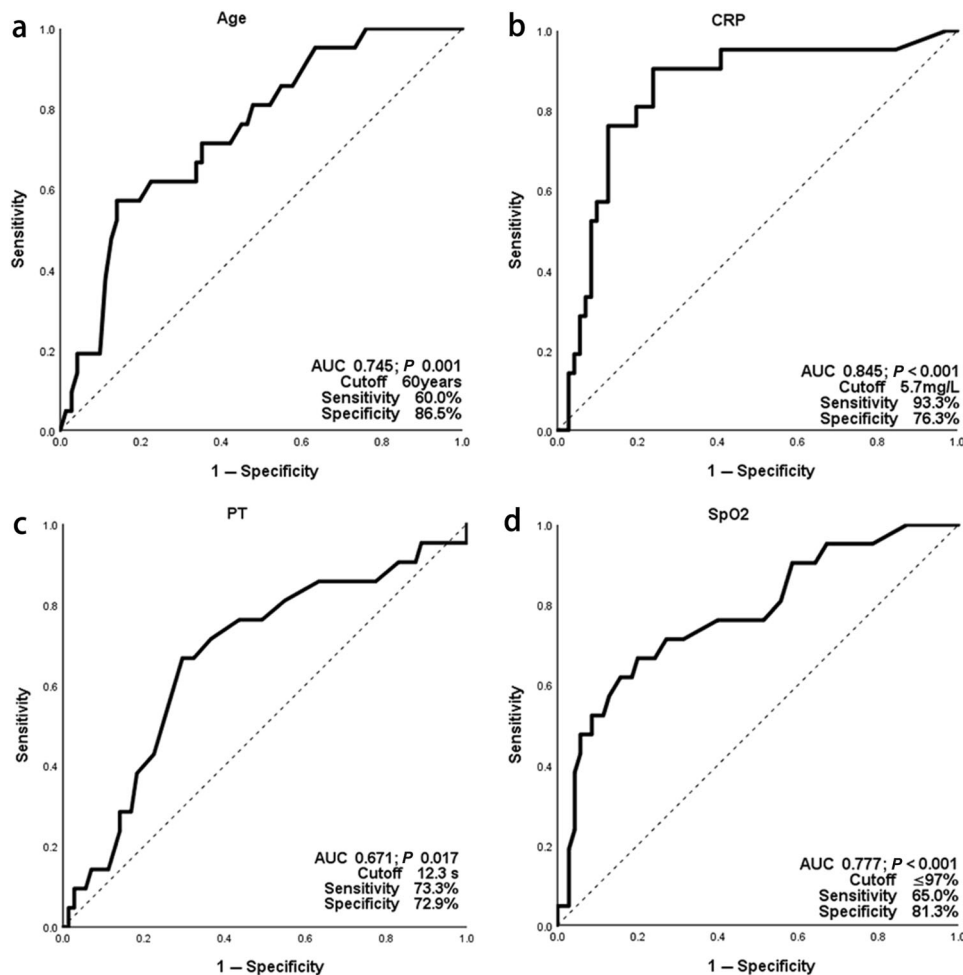 a
Age
1.0
0.8
0.6
0.4
0.2
0.0
Sensitivity
AUC 0.745; P 0.001
Cutoff 60years
Sensitivity 60.0%
Specificity 86.5%
0.0 0.2 0.4 0.6 0.8 1.0
1 — Specificity
b
CRP
1.0
0.8
0.6
0.4
0.2
0.0
Sensitivity
AUC 0.845; P < 0.001
Cutoff 5.7mg/L
Sensitivity 93.3%
Specificity 76.3%
0.0 0.2 0.4 0.6 0.8 1.0
1 — Specificity
c
PT
1.0
0.8
0.6
0.4
0.2
0.0
Sensitivity
AUC 0.671; P 0.017
Cutoff 12.3 s
Sensitivity 73.3%
Specificity 72.9%
0.0 0.2 0.4 0.6 0.8 1.0
1 — Specificity
d
SpO2
1.0
0.8
0.6
0.4
0.2
0.0
Sensitivity
AUC 0.777; P < 0.001
Cutoff ≤97%
Sensitivity 65.0%
Specificity 81.3%
0.0 0.2 0.4 0.6 0.8 1.0
1 — Specificity